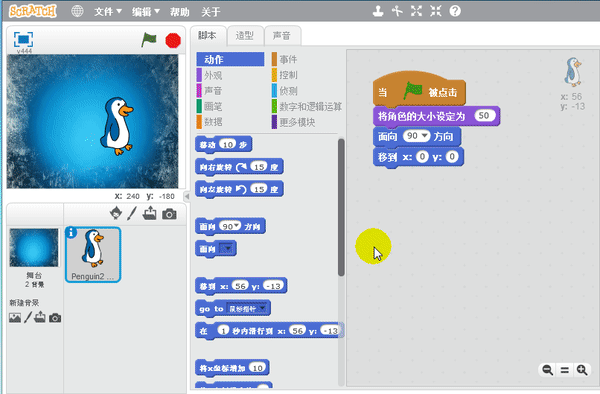 SCRATCH 文件 编辑 帮助 关于
v444
脚本 造型 声音
动作 事件
外观 控制
声音 侦测
画笔 数字和逻辑运算
数据 更多模块
移动 10 步
向右旋转 15 度
向左旋转 15 度
面向 90 方向
面向
移到 x: 56 y: -13
go to 鼠标指针
在 1 秒内滑行到 x: 56 y: -13
将x坐标增加 10
当 被点击
将角色的大小设定为 50
面向 90 方向
移到 x: 0 y: 0
x: 56
y: -13
x: 240 y: -180
舞台
2 背景
新建背景
Penguin2 ...